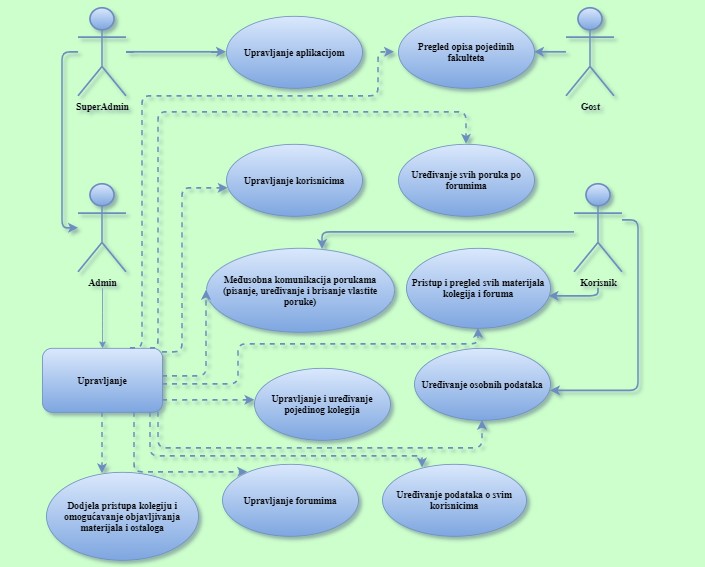 Upravljanje aplikacijom
Pregled opisa pojedinih
fakulteta
SuperAdmin
Gost
Upravljanje korisnicima
Uređivanje svih poruka po
forumima
Admin
Korisnik
Međusobna komunikacija porukama
(pisanje, uređivanje i brisanje vlastite
poruke)
Pristup i pregled svih materijala
kolegija i foruma
Upravljanje
Uređivanje osobnih podataka
Upravljanje i uređivanje
pojedinog kolegija
Dodjela pristupa kolegiju i
omogućavanje objavljivanja
materijala i ostaloga
Upravljanje forumima
Uređivanje podataka o svim
korisnicima